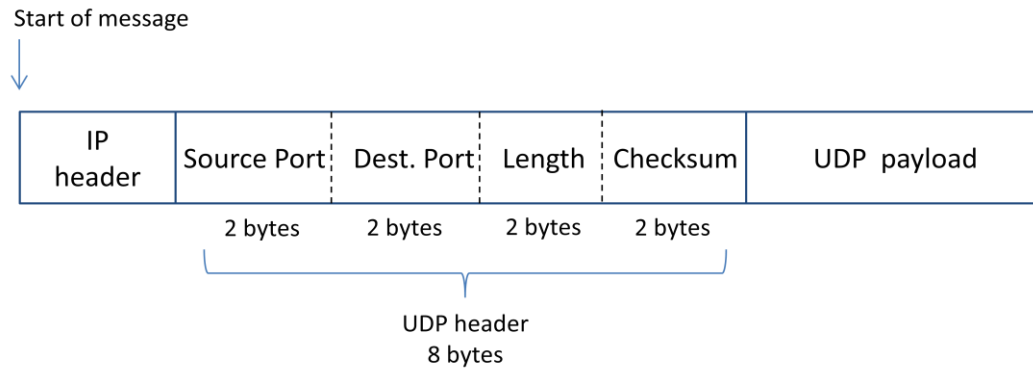 Start of message
IP
header
Source Port
Dest. Port
Length
Checksum
UDP payload
2 bytes
2 bytes
2 bytes
2 bytes
UDP header
8 bytes